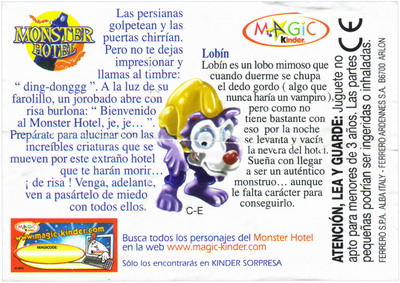 MONSTER
HOTEL
Las persianas
golpetean y las
puertas chirrían.
Pero no te dejas
impresionar y
llamas al timbre:
" ding-donggg ". A la luz de su
farolillo, un jorobado abre con
risa burlona: " Bienvenido
al Monster Hotel, je, je... ".
Prepárate para alucinar con las
increíbles criaturas que se
mueven por este extraño hotel
que te harán morir...
¡ de risa ! Venga, adelante,
ven a pasártelo de miedo
con todos ellos.
MAGiC
Kinder.
Lobín
Lobín es un lobo mimoso que
cuando duerme se chupa
el dedo gordo ( algo que
nunca haría un vampiro ),
pero como no
tiene bastante con
eso por la noche
se levanta y vacía
la nevera del hotel.
Sueña con llegar
a ser un auténtico
monstruo... aunque
le falta carácter para
conseguirlo.
C-E
MAGiC
Kinder
www.magic-kinder.com
MAGICODE:
Busca todos los personajes del Monster Hotel
en la web www.magic-kinder.com
Sólo los encontrarás en KINDER SORPRESA
CE
ATENCIÓN, LEA Y GUARDE: Juguete no
apto para menores de 3 años. Las partes
pequeñas podrían ser ingeridas o inhaladas.
FERRERO S.P.A. ALBA ITALY - FERRERO ARDENNES S.A. B6700 ARLON